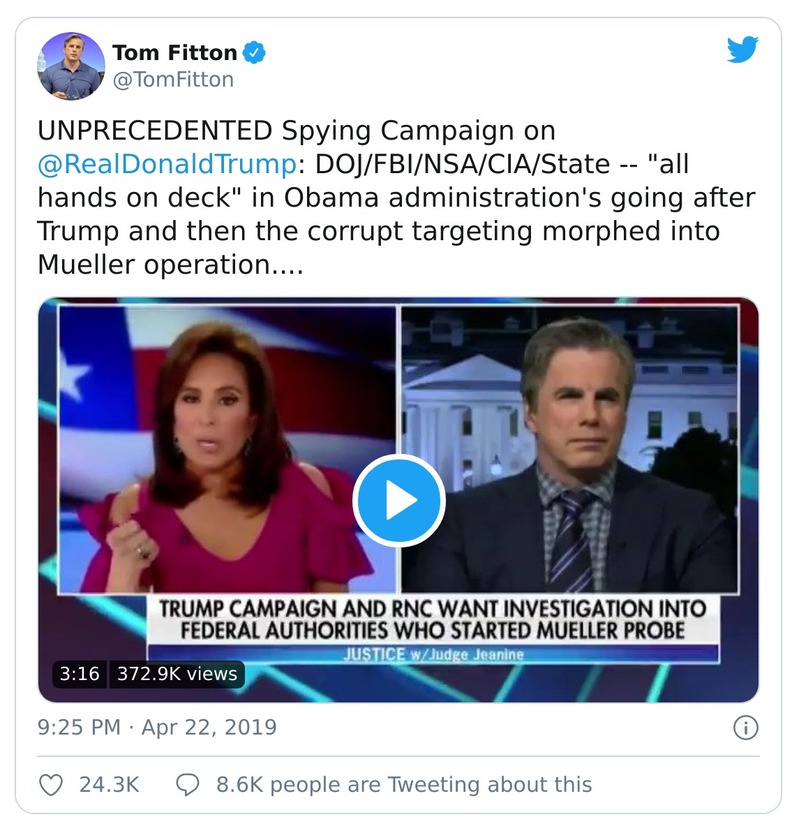 Tom Fitton
@TomFitton
UNPRECEDENTED Spying Campaign on
@RealDonaldTrump: DOJ/FBI/NSA/CIA/State -- "all
hands on deck" in Obama administration's going after
Trump and then the corrupt targeting morphed into
Mueller operation....
TRUMP CAMPAIGN AND RNC WANT INVESTIGATION INTO
FEDERAL AUTHORITIES WHO STARTED MUELLER PROBE
JUSTICE w/Judge Jeanine
3:16 372.9K views
9:25 PM · Apr 22, 2019
24.3K 8.6K people are Tweeting about this